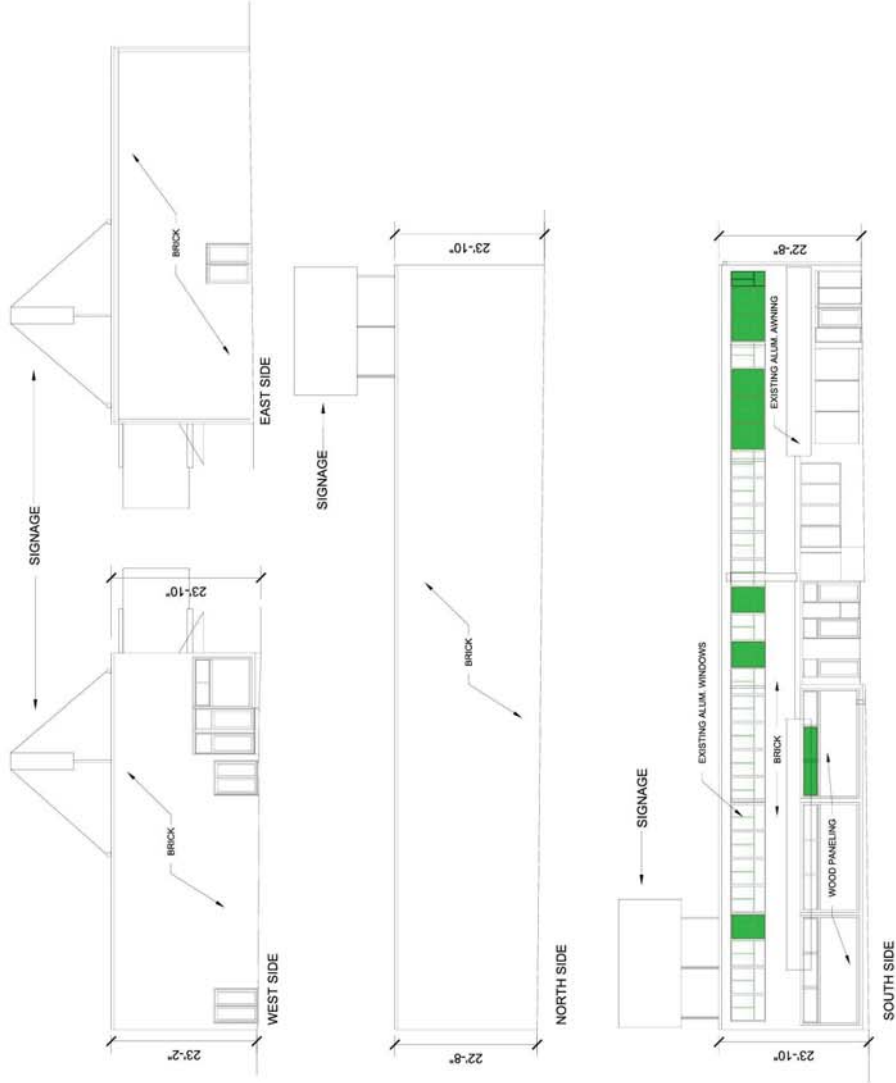 SIGNAGE
23'-2"
BRICK
23'-10"
WEST SIDE
BRICK
EAST SIDE
SIGNAGE
22'-8"
BRICK
23'-10"
NORTH SIDE
SIGNAGE
23'-10"
EXISTING ALUM. WINDOWS
BRICK
WOOD PANELING
EXISTING ALUM. AWNING
22'-8"
SOUTH SIDE